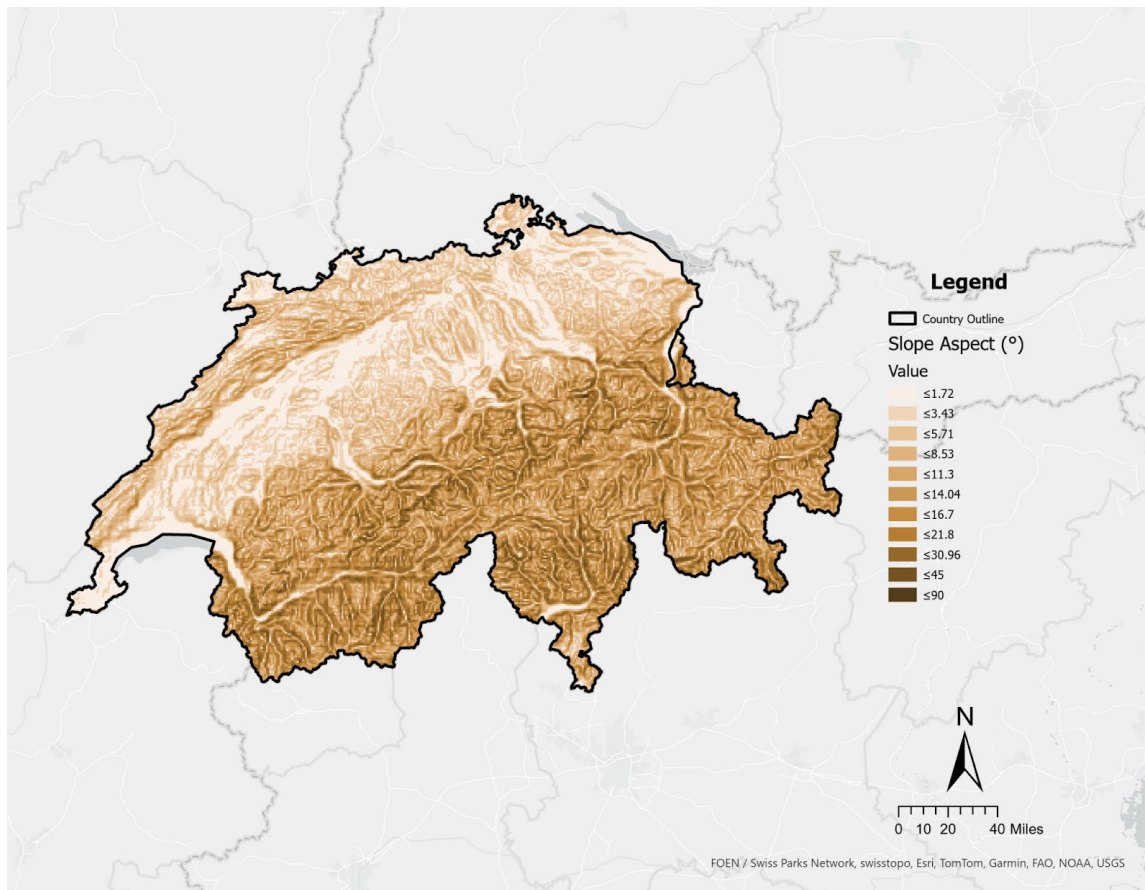 Legend
Country Outline
Slope Aspect (°)
Value
≤1.72
≤3.43
≤5.71
≤8.53
≤11.3
≤14.04
≤16.7
≤21.8
≤30.96
≤45
≤90
N
0 10 20 40 Miles
FOEN / Swiss Parks Network, swisstopo, Esri, TomTom, Garmin, FAO, NOAA, USGS